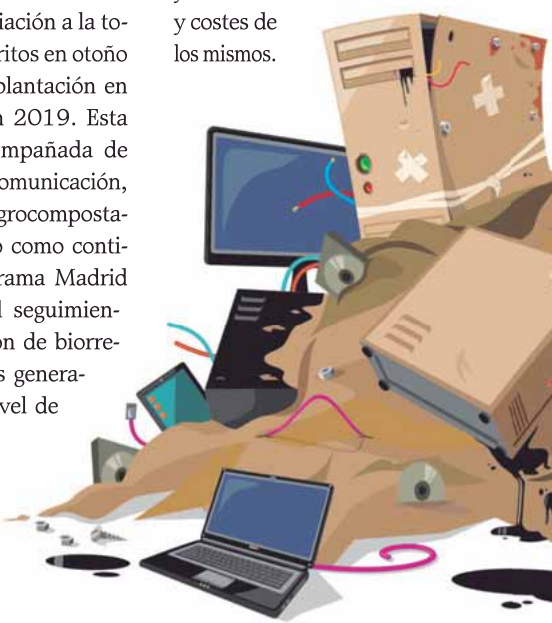 iación a la to-
ritos en otoño
plantación en
n 2019. Esta
mpañada de
omunicación,
grocomposta-
o como conti-
rama Madrid
l seguimien-
ón de biorre-
s genera-
vel de
y costes de
los mismos.